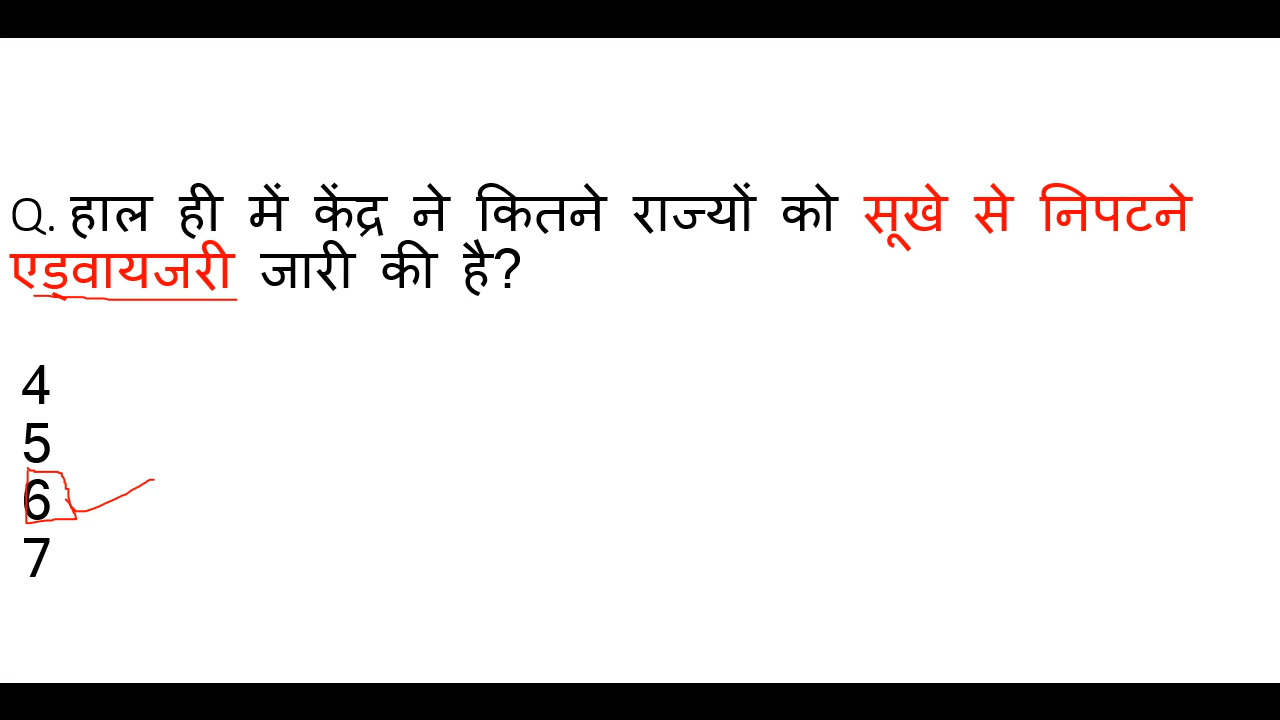 Q. हाल ही में केंद्र ने कितने राज्यों को सूखे से निपटने
एड्वायजरी जारी की है?
4
5
6
7